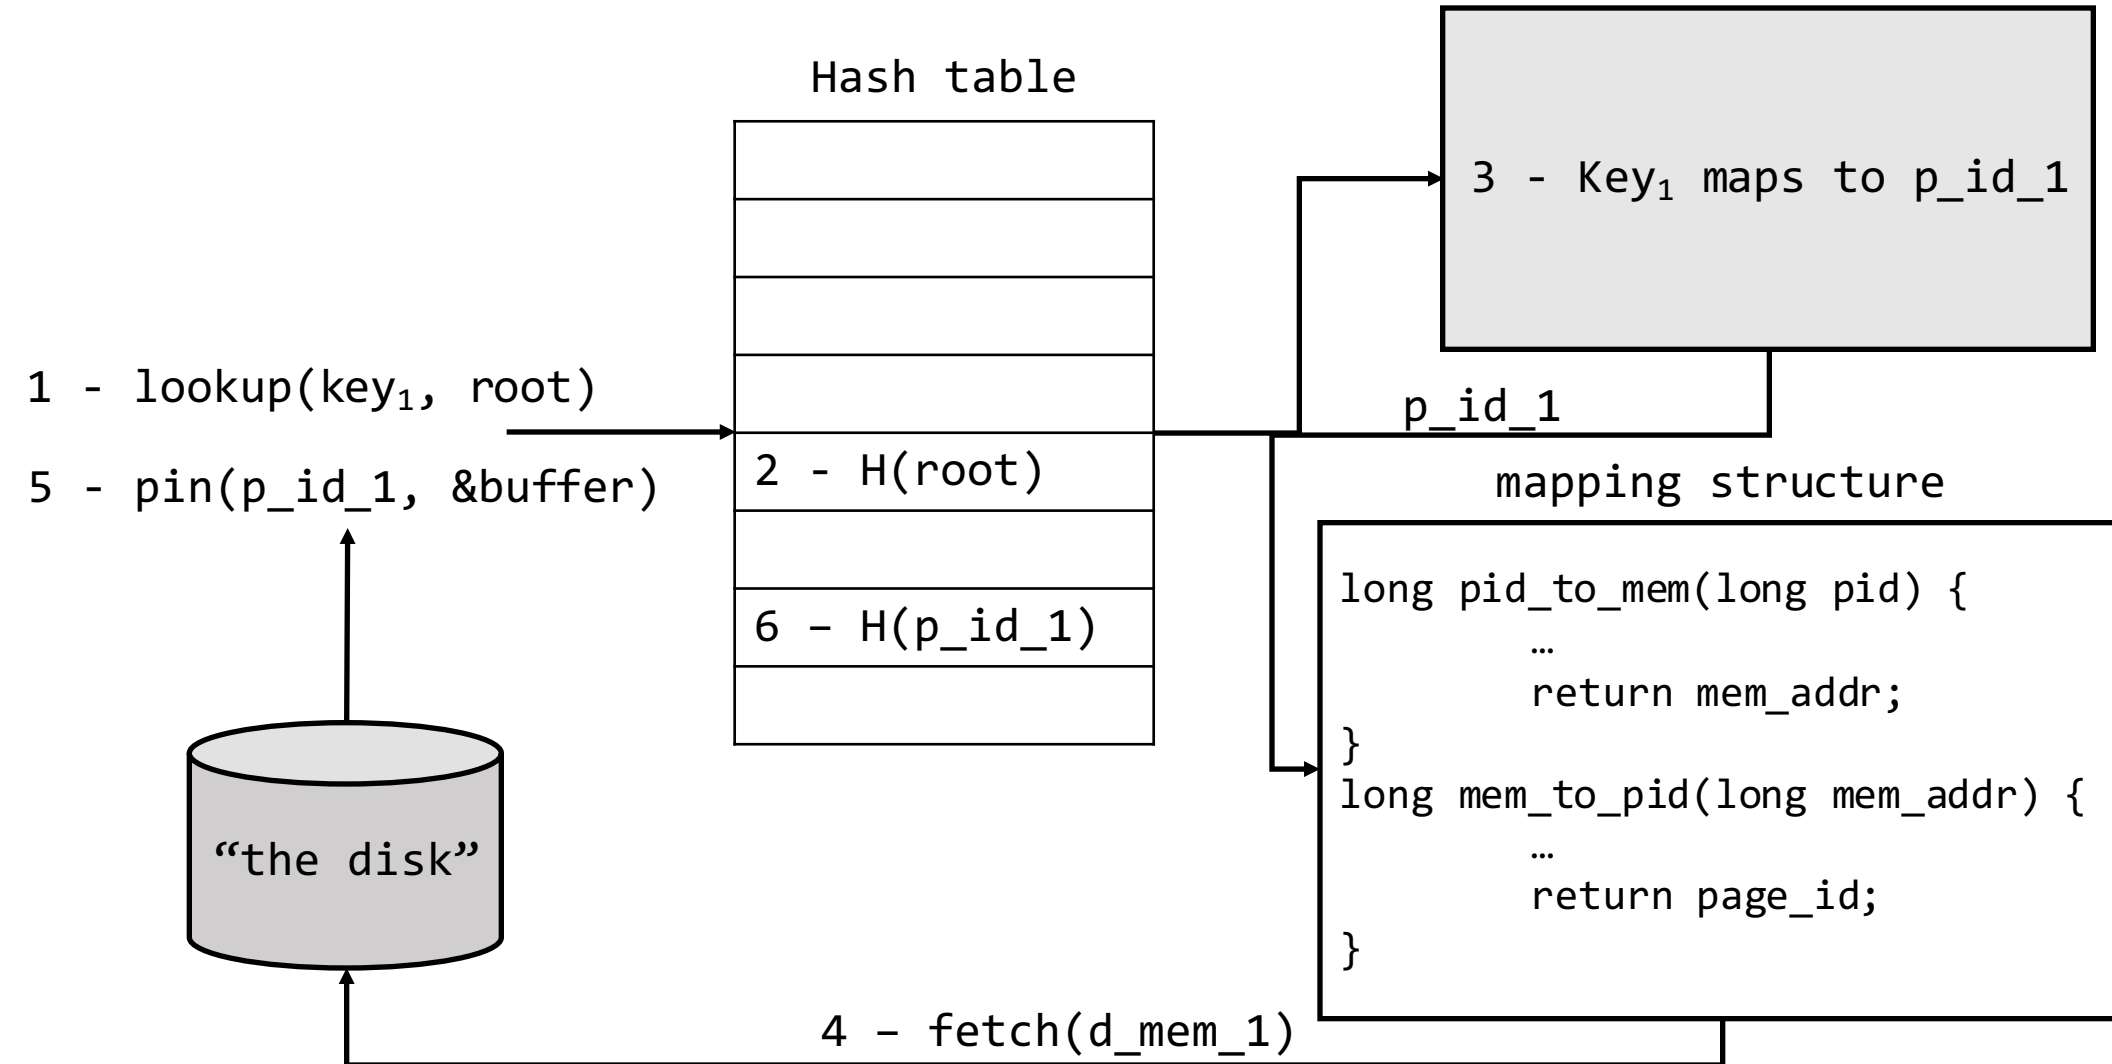 Hash table
3 - Key₁ maps to p_id_1
1 - lookup(key₁, root)
5 - pin(p_id_1, &buffer)
2 - H(root)
6 – H(p_id_1)
p_id_1
mapping structure
long pid_to_mem(long pid) {
…
return mem_addr;
}
long mem_to_pid(long mem_addr) {
…
return page_id;
}
“the disk”
4 – fetch(d_mem_1)